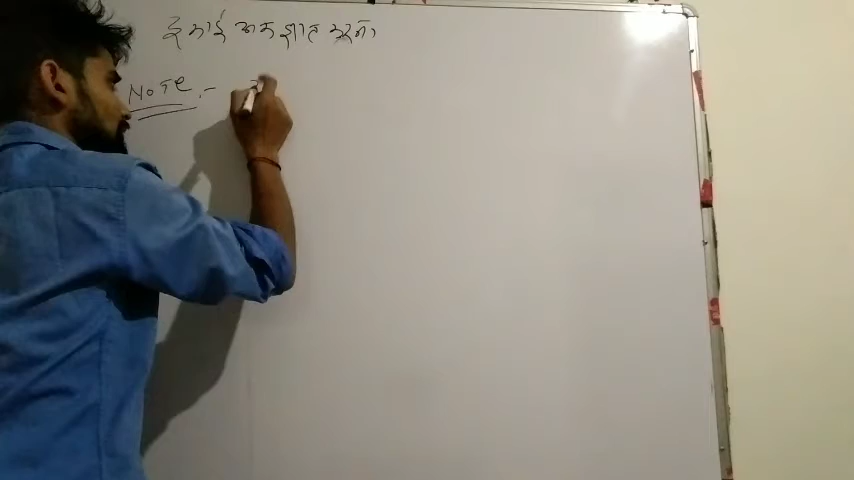 इकाई अंक ज्ञात करना
NoTe :-